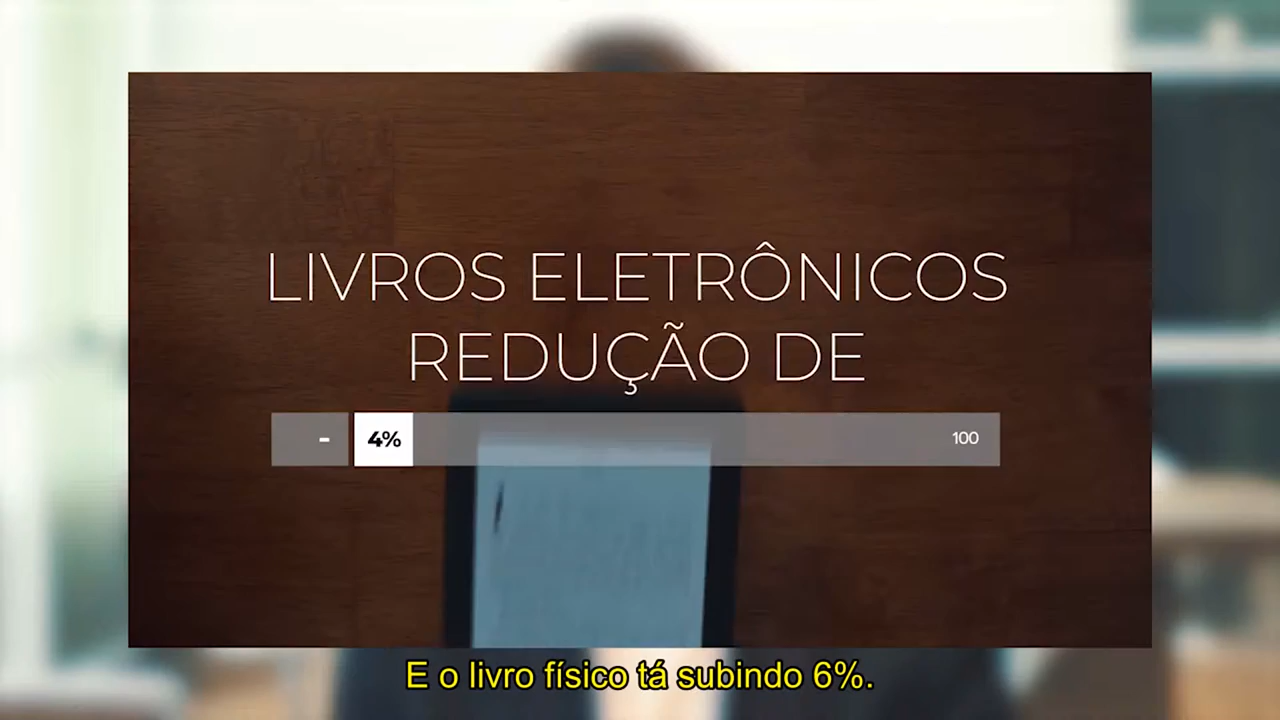 LIVROS ELETRÔNICOS
REDUÇÃO DE
- 4% 100
E o livro físico tá subindo 6%.